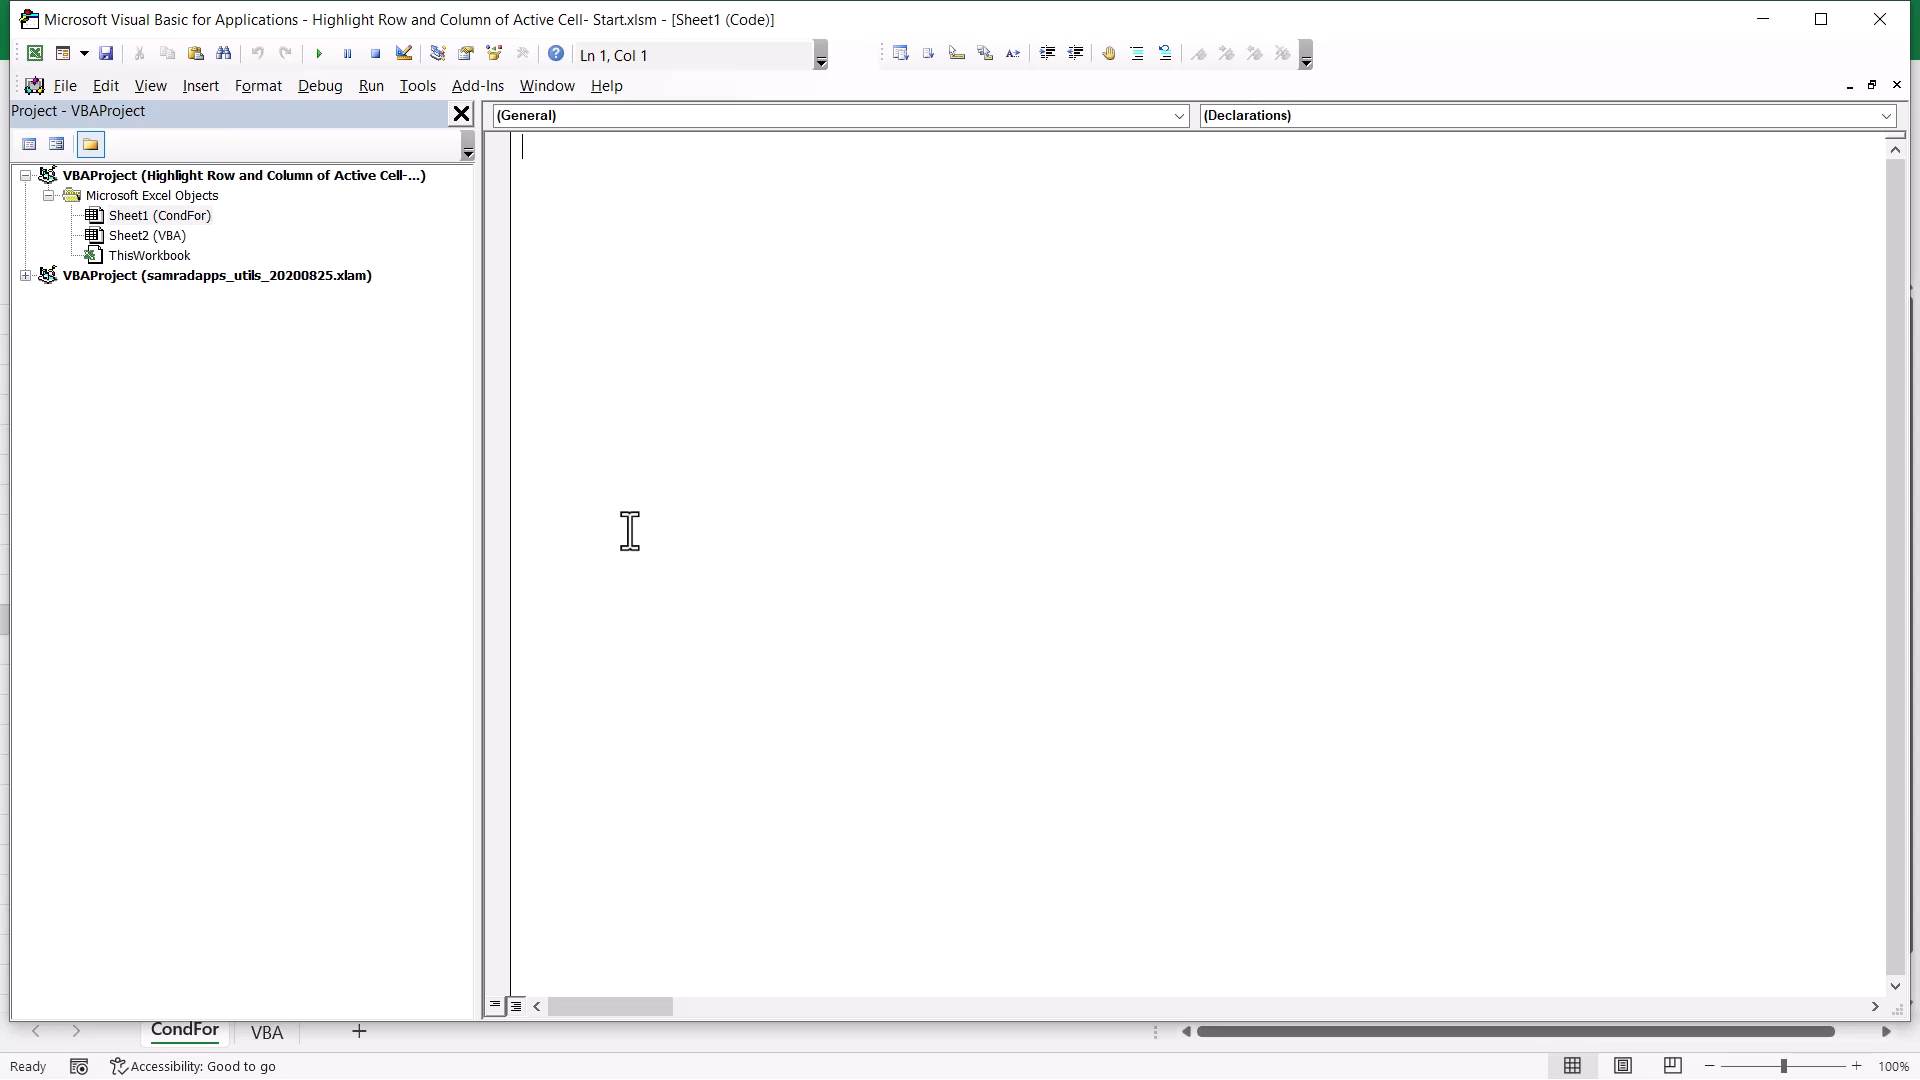 Microsoft Visual Basic for Applications - Highlight Row and Column of Active Cell- Start.xlsm - [Sheet1 (Code)]
Ln 1, Col 1
File Edit View Insert Format Debug Run Tools Add-Ins Window Help
Project - VBAProject
(General) (Declarations)
VBAProject (Highlight Row and Column of Active Cell-...)
Microsoft Excel Objects
Sheet1 (CondFor)
Sheet2 (VBA)
ThisWorkbook
VBAProject (samradapps_utils_20200825.xlam)
CondFor VBA
Ready Accessibility: Good to go 100%